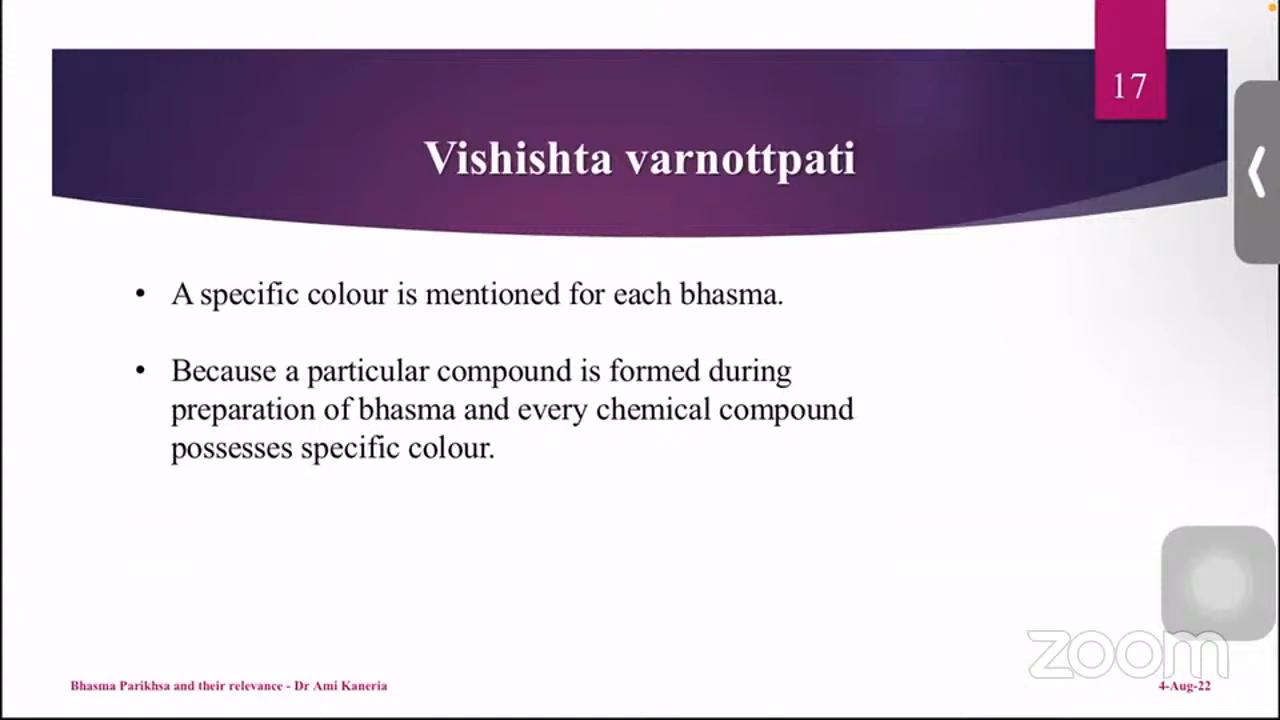 17
Vishishta varnottpati
• A specific colour is mentioned for each bhasma.
• Because a particular compound is formed during
preparation of bhasma and every chemical compound
possesses specific colour.
zoom
Bhasma Parikhsa and their relevance - Dr Ami Kaneria
4-Aug-22